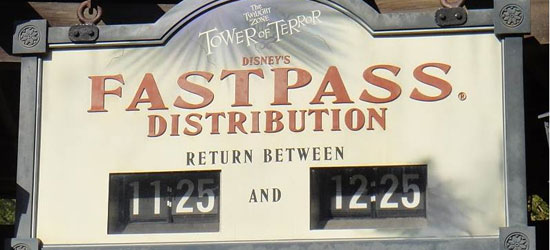 The
TWILIGHT
ZONE
TOWER OF TERROR
DISNEY'S
FASTPASS®
DISTRIBUTION
RETURN BETWEEN
11:25 AND 12:25